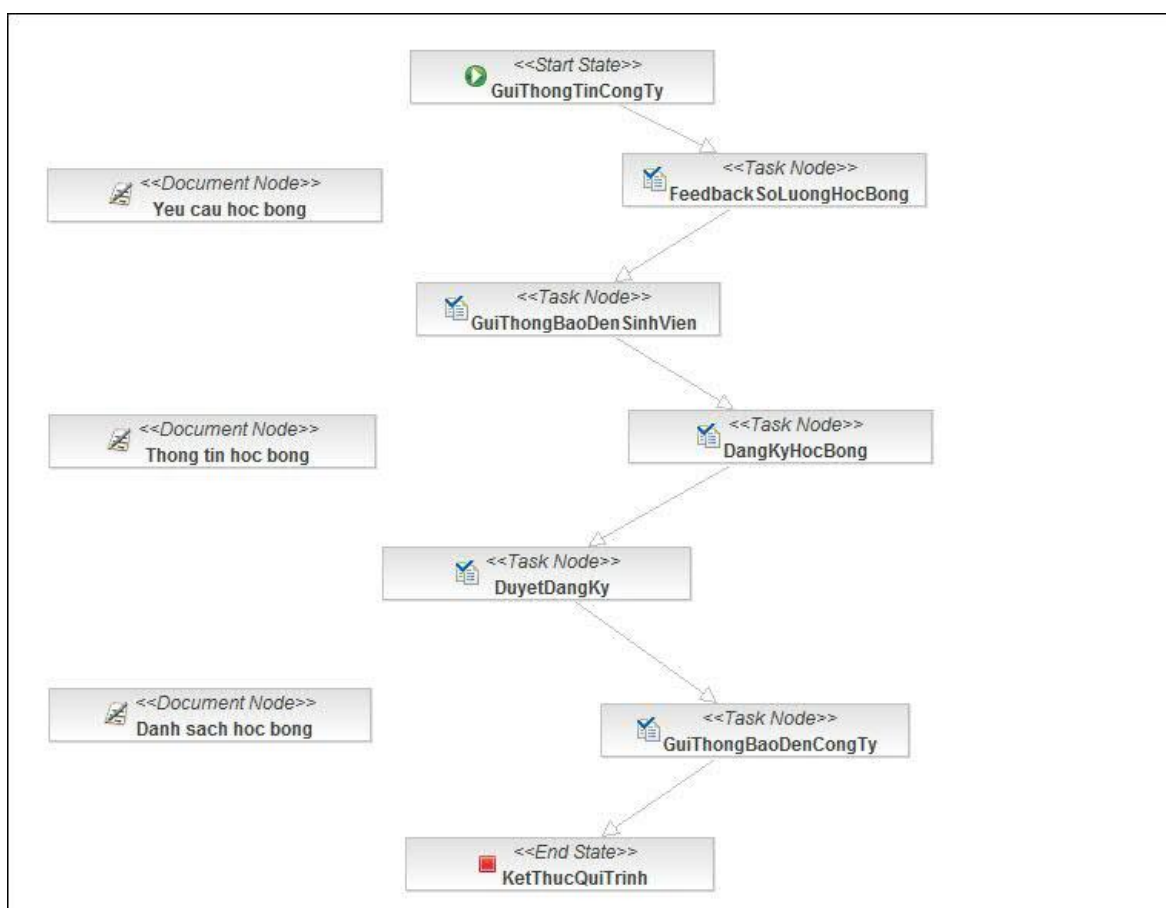 <<Start State>>
GuiThongTinCongTy
<<Task Node>>
FeedbackSoLuongHocBong
<<Document Node>>
Yeu cau hoc bong
<<Task Node>>
GuiThongBaoDenSinhVien
<<Task Node>>
DangKyHocBong
<<Document Node>>
Thong tin hoc bong
<<Task Node>>
DuyetDangKy
<<Document Node>>
Danh sach hoc bong
<<Task Node>>
GuiThongBaoDenCongTy
<<End State>>
KetThucQuiTrinh